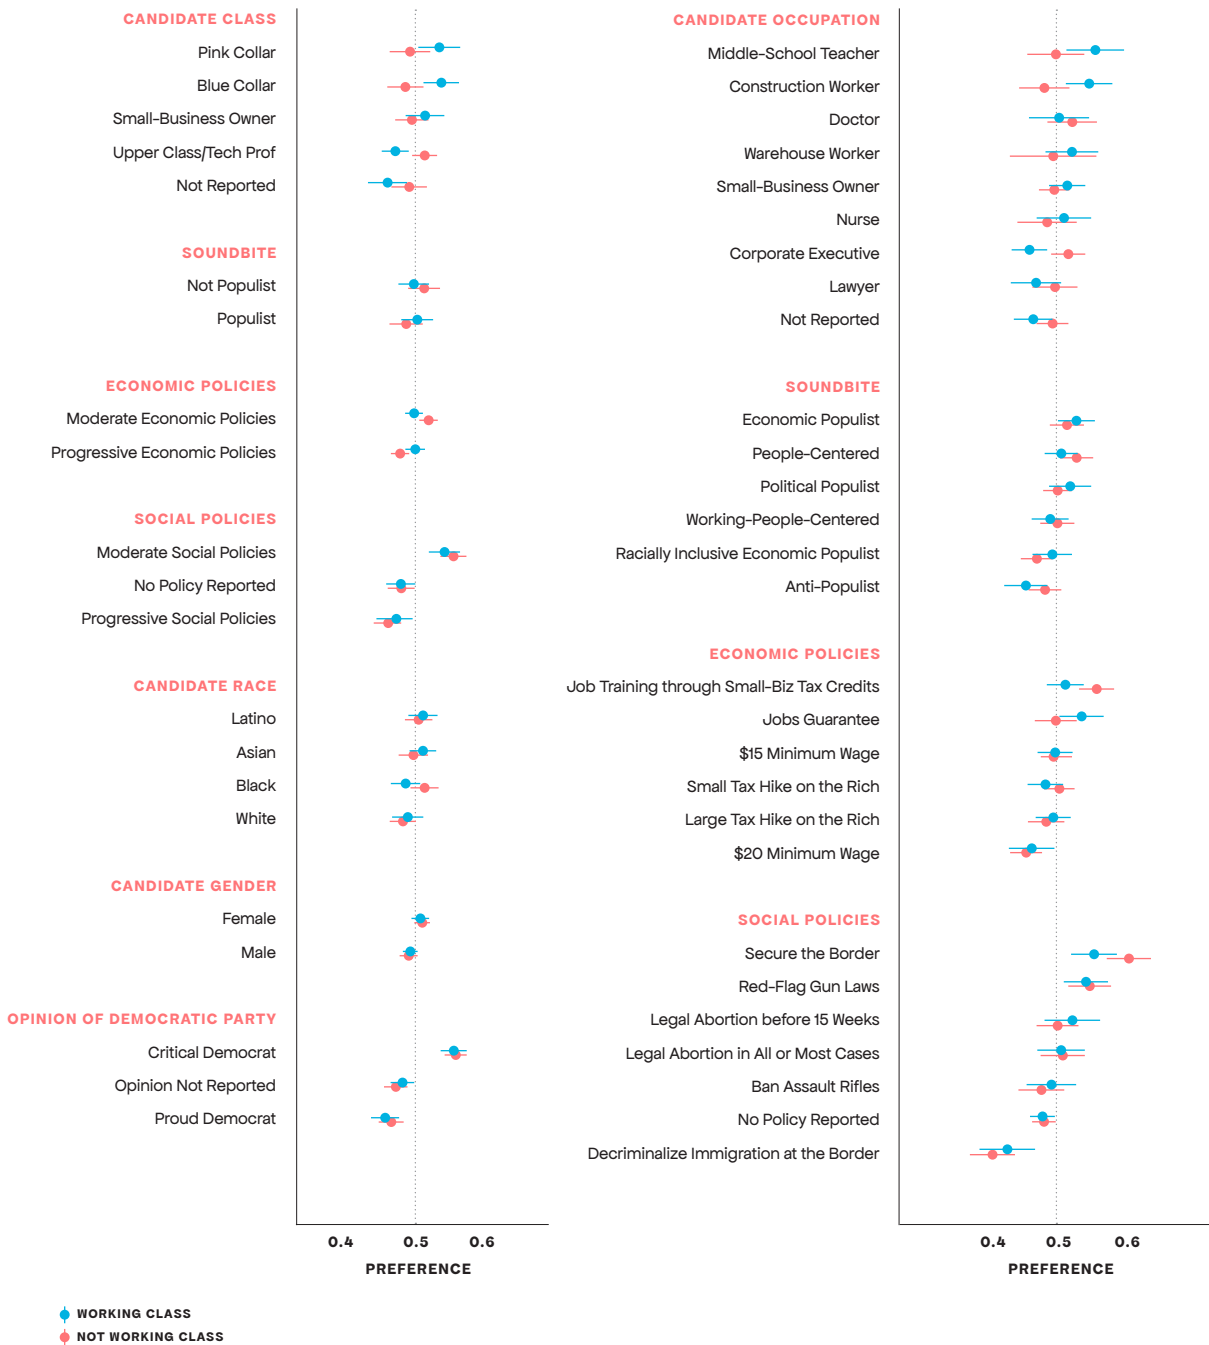 CANDIDATE CLASS
Pink Collar
Blue Collar
Small-Business Owner
Upper Class/Tech Prof
Not Reported
SOUNDBITE
Not Populist
Populist
ECONOMIC POLICIES
Moderate Economic Policies
Progressive Economic Policies
SOCIAL POLICIES
Moderate Social Policies
No Policy Reported
Progressive Social Policies
CANDIDATE RACE
Latino
Asian
Black
White
CANDIDATE GENDER
Female
Male
OPINION OF DEMOCRATIC PARTY
Critical Democrat
Opinion Not Reported
Proud Democrat
0.4 0.5 0.6
PREFERENCE
CANDIDATE OCCUPATION
Middle-School Teacher
Construction Worker
Doctor
Warehouse Worker
Small-Business Owner
Nurse
Corporate Executive
Lawyer
Not Reported
SOUNDBITE
Economic Populist
People-Centered
Political Populist
Working-People-Centered
Racially Inclusive Economic Populist
Anti-Populist
ECONOMIC POLICIES
Job Training through Small-Biz Tax Credits
Jobs Guarantee
$15 Minimum Wage
Small Tax Hike on the Rich
Large Tax Hike on the Rich
$20 Minimum Wage
SOCIAL POLICIES
Secure the Border
Red-Flag Gun Laws
Legal Abortion before 15 Weeks
Legal Abortion in All or Most Cases
Ban Assault Rifles
No Policy Reported
Decriminalize Immigration at the Border
0.4 0.5 0.6
PREFERENCE
WORKING CLASS
NOT WORKING CLASS